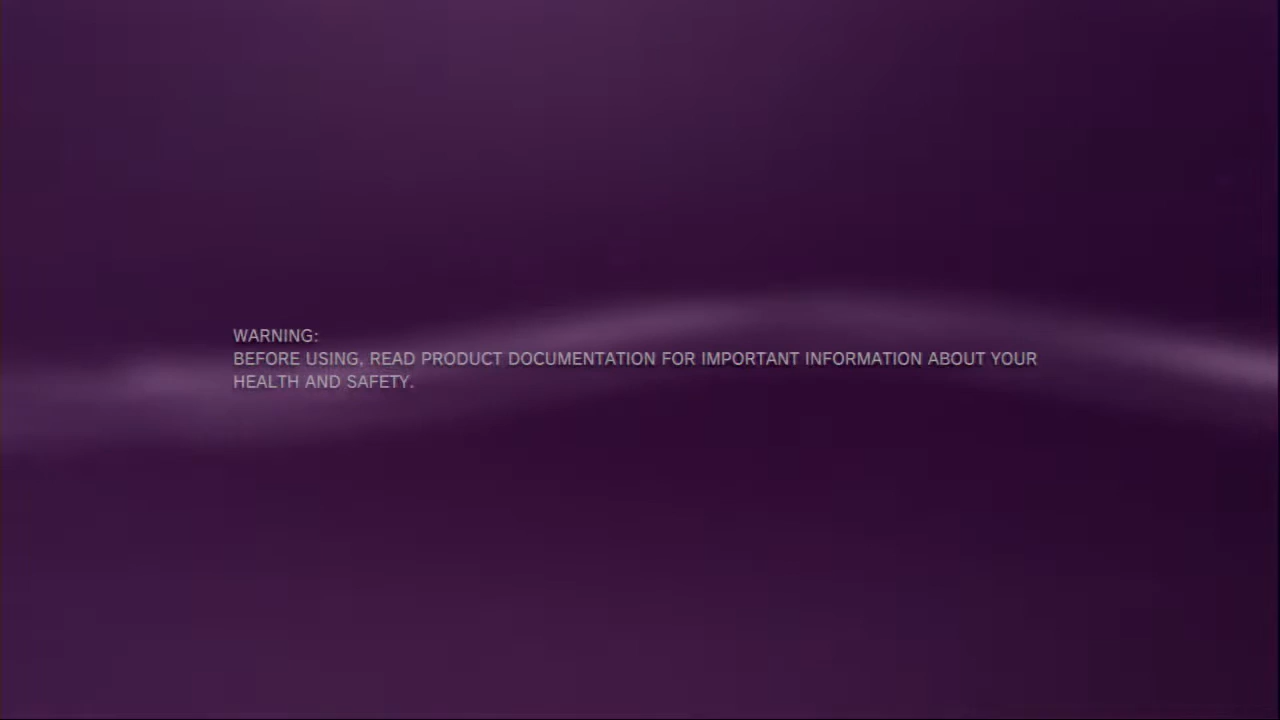 WARNING:
BEFORE USING, READ PRODUCT DOCUMENTATION FOR IMPORTANT INFORMATION ABOUT YOUR
HEALTH AND SAFETY.